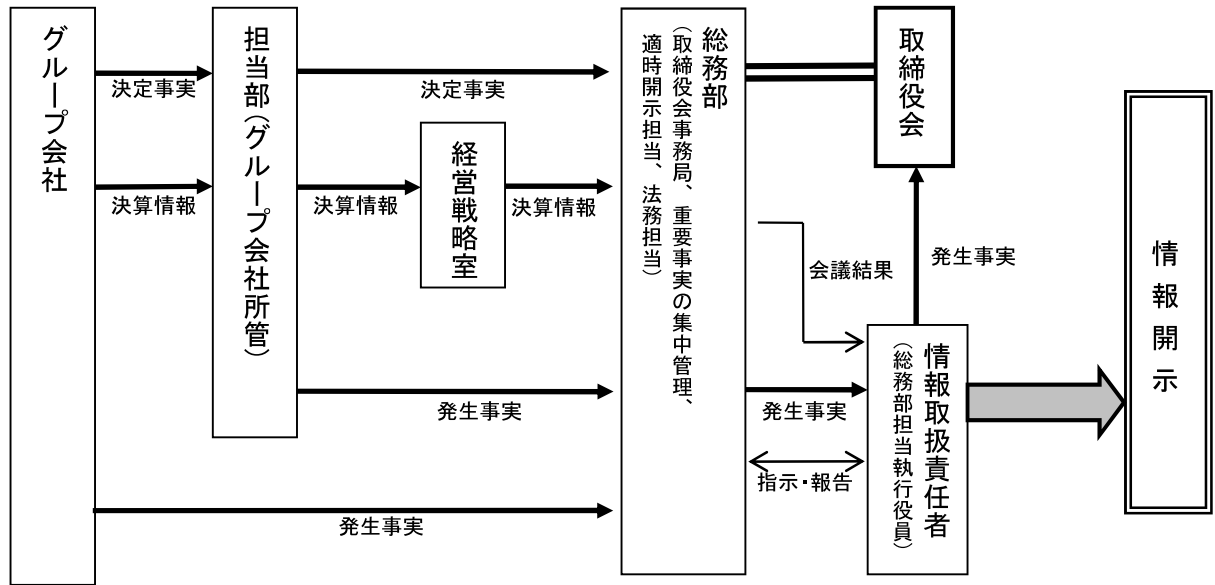 グループ会社
決定事実
決算情報
担当部(グループ会社所管)
決定事実
決算情報
経営戦略室
決算情報
発生事実
発生事実
総務部
(取締役会事務局、重要事実の集中管理、
適時開示担当、法務担当)
取締役会
会議結果
発生事実
発生事実
指示・報告
情報取扱責任者
(総務部担当執行役員)
情報開示